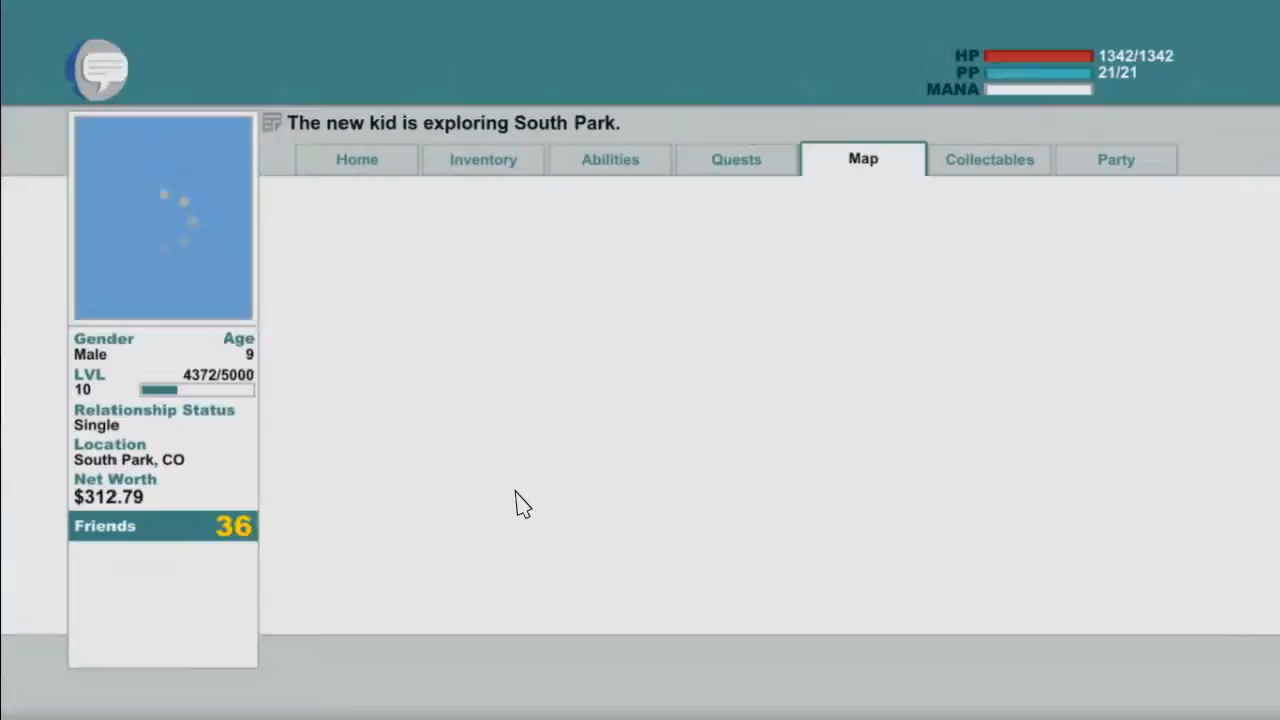 HP 1342/1342
PP 21/21
MANA
The new kid is exploring South Park.
Home Inventory Abilities Quests Map Collectables Party
Gender Age
Male 9
LVL 4372/5000
10
Relationship Status
Single
Location
South Park, CO
Net Worth
$312.79
Friends 36